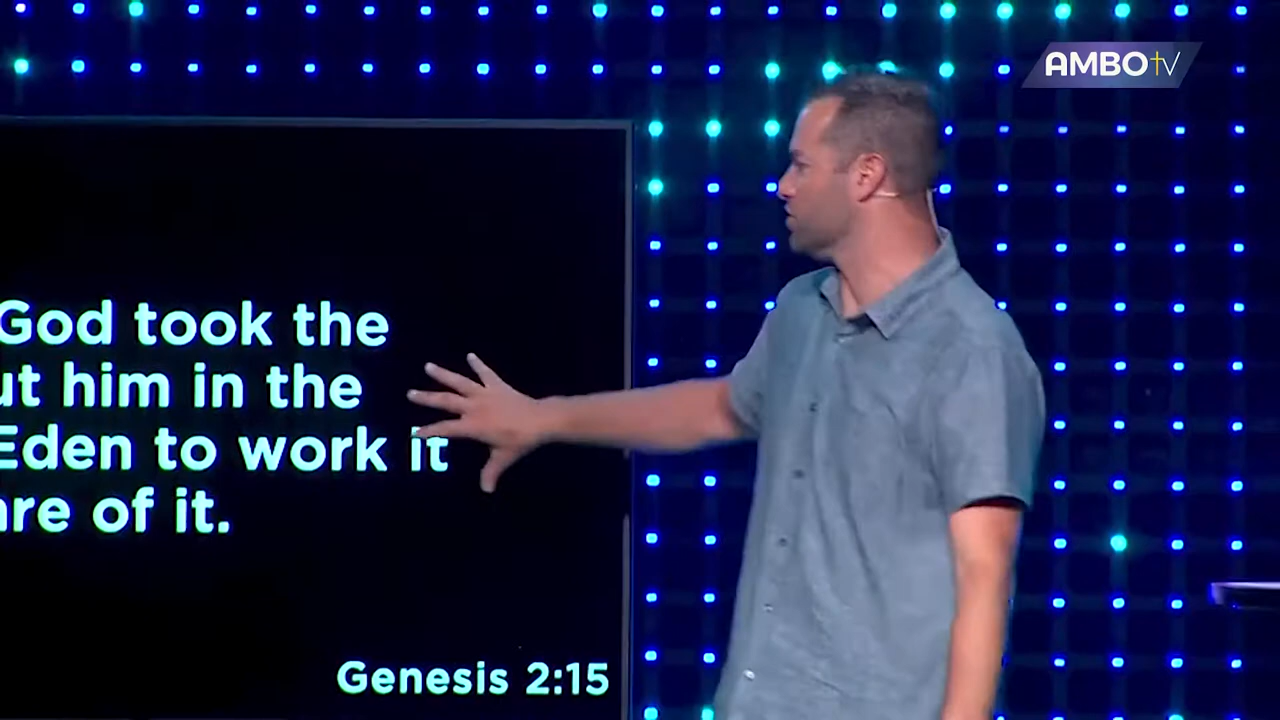 AMBOtv
God took the
ut him in the
Eden to work it
are of it.
Genesis 2:15